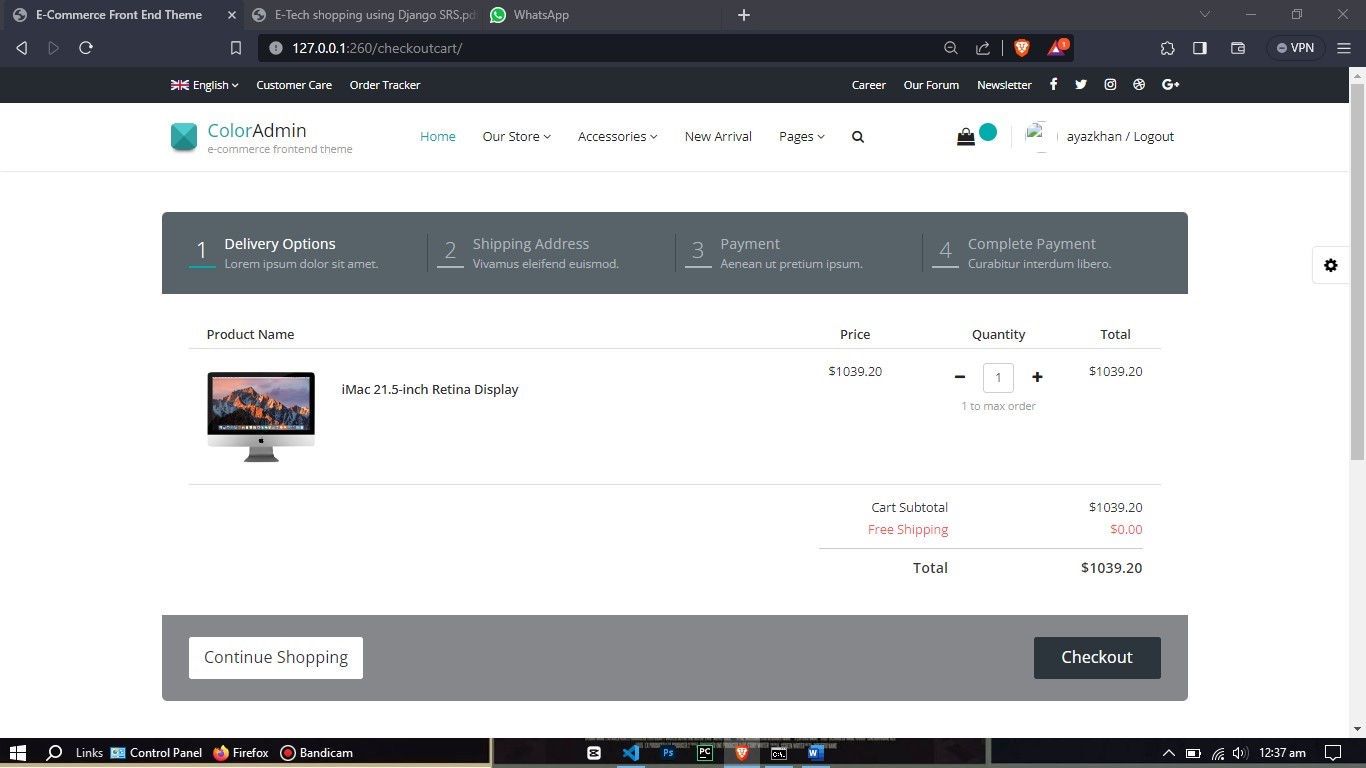 E-Commerce Front End Theme
E-Tech shopping using Django SRS.pd
WhatsApp
127.0.0.1:260/checkoutcart/
1
VPN
English
Customer Care
Order Tracker
Career
Our Forum
Newsletter
ColorAdmin
e-commerce frontend theme
Home
Our Store
Accessories
New Arrival
Pages
ayazkhan / Logout
1 Delivery Options
Lorem ipsum dolor sit amet.
2 Shipping Address
Vivamus eleifend euismod.
3 Payment
Aenean ut pretium ipsum.
4 Complete Payment
Curabitur interdum libero.
Product Name Price Quantity Total
iMac 21.5-inch Retina Display
$1039.20 − 1 + $1039.20
1 to max order
Cart Subtotal $1039.20
Free Shipping $0.00
Total $1039.20
Continue Shopping
Checkout
Links
Control Panel
Firefox
Bandicam
Ps
PC
12:37 am